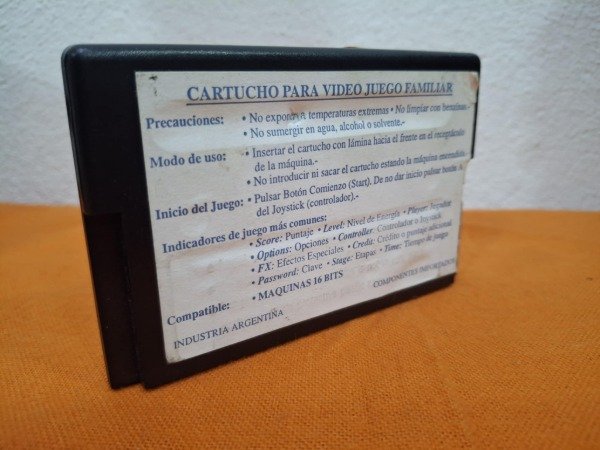 CARTUCHO PARA VIDEO JUEGO FAMILIAR
Precauciones: • No exponer a temperaturas extremas • No limpiar con bencinas.-
• No sumergir en agua, alcohol o solvente.-
Modo de uso: • Insertar el cartucho con lámina hacia el frente en el receptáculo
de la máquina.-
• No introducir ni sacar el cartucho estando la máquina encendida.-
Inicio del Juego: • Pulsar Botón Comienzo (Start). De no dar inicio pulsar botón A
del Joystick (controlador).-
Indicadores de juego más comunes:
• Score: Puntaje • Level: Nivel de Energía • Player: Jugador
• Options: Opciones • Controller: Controlador o Joystick
• FX: Efectos Especiales • Credit: Crédito o puntaje adicional
• Password: Clave • Stage: Etapas • Time: Tiempo de juego
Compatible: • MAQUINAS 16 BITS
INDUSTRIA ARGENTIÑA COMPONENTES IMPORTADOS